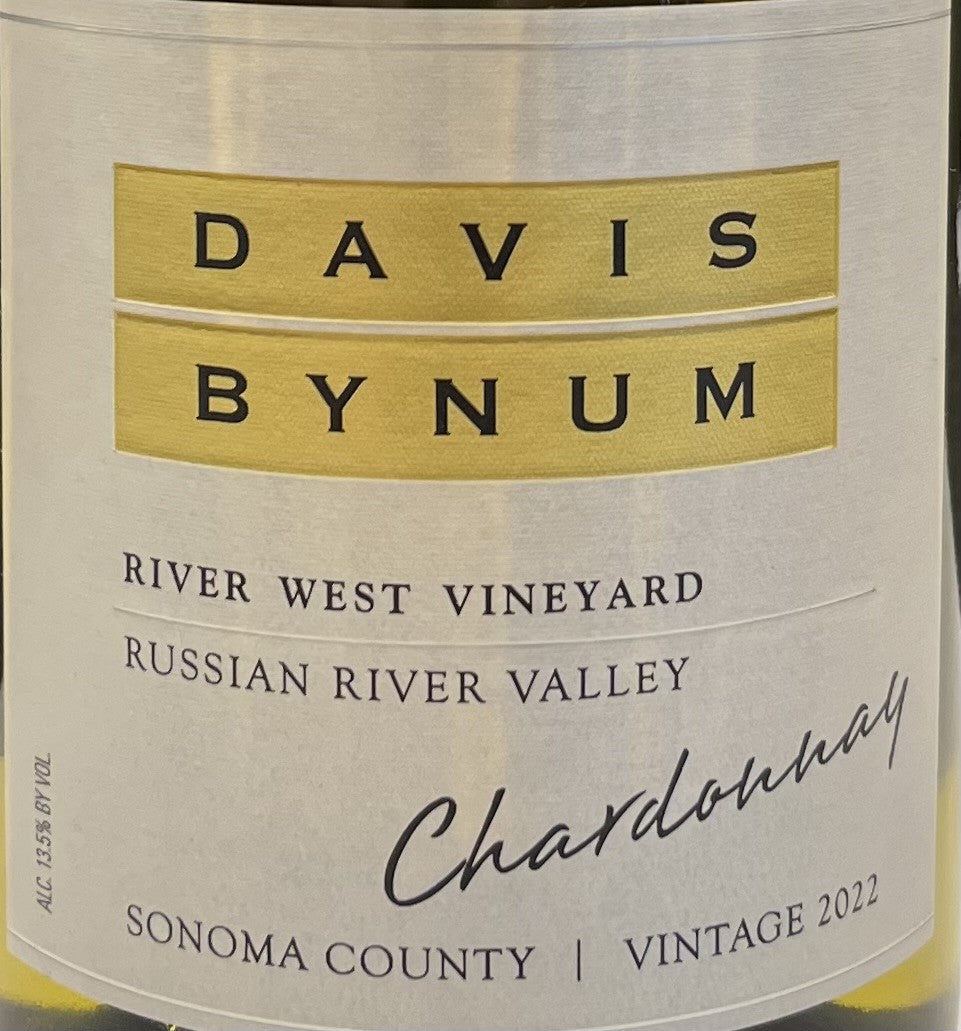 DAVIS
BYNUM
RIVER WEST VINEYARD
RUSSIAN RIVER VALLEY
Chardonnay
ALC. 13.5% BY VOL.
SONOMA COUNTY | VINTAGE 2022